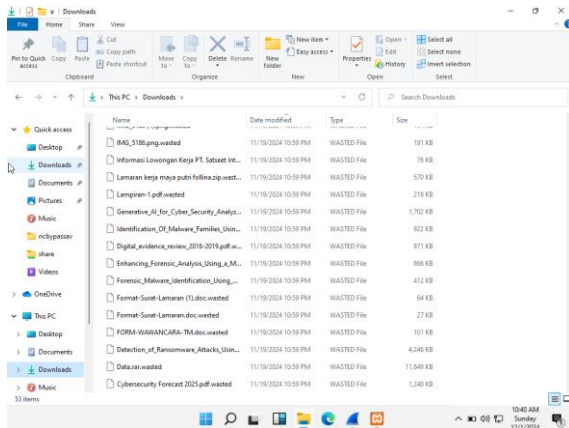 Downloads
File Home Share View
Pin to Quick access
Copy
Paste
Cut
Copy path
Paste shortcut
Clipboard
Move to
Copy to
Delete
Rename
Organize
New folder
New item
Easy access
New
Properties
Open
Edit
History
Open
Select all
Select none
Invert selection
Select
This PC > Downloads >
Search Downloads
Quick access
Desktop
Downloads
Documents
Pictures
Music
ncbypassav
share
Videos
OneDrive
This PC
Desktop
Documents
Downloads
Music
Name Date modified Type Size
IMG_5186.png.wasted 11/19/2024 10:59 PM WASTED File 191 KB
Informasi Lowongan Kerja PT. Satseet Int... 11/19/2024 10:59 PM WASTED File 76 KB
Lamaran kerja maya putri follina.zip.wast... 11/19/2024 10:59 PM WASTED File 570 KB
Lampiran-1.pdf.wasted 11/19/2024 10:59 PM WASTED File 218 KB
Generative_AI_for_Cyber_Security_Analyz... 11/19/2024 10:59 PM WASTED File 1,702 KB
Identification_Of_Malware_Families_Usin... 11/19/2024 10:59 PM WASTED File 922 KB
Digital_evidence_review_2016-2019.pdf.w... 11/19/2024 10:59 PM WASTED File 871 KB
Enhancing_Forensic_Analysis_Using_a_M... 11/19/2024 10:59 PM WASTED File 666 KB
Forensic_Malware_Identification_Using_... 11/19/2024 10:59 PM WASTED File 412 KB
Format-Surat-Lamaran (1).doc.wasted 11/19/2024 10:59 PM WASTED File 64 KB
Format-Surat-Lamaran.doc.wasted 11/19/2024 10:59 PM WASTED File 27 KB
FORM-WAWANCARA-TM.doc.wasted 11/19/2024 10:59 PM WASTED File 101 KB
Detection_of_Ransomware_Attacks_Usin... 11/19/2024 10:59 PM WASTED File 4,246 KB
Data.rar.wasted 11/19/2024 10:59 PM WASTED File 11,649 KB
Cybersecurity Forecast 2025.pdf.wasted 11/19/2024 10:59 PM WASTED File 1,240 KB
53 items
10:40 AM
Sunday
12/1/2024